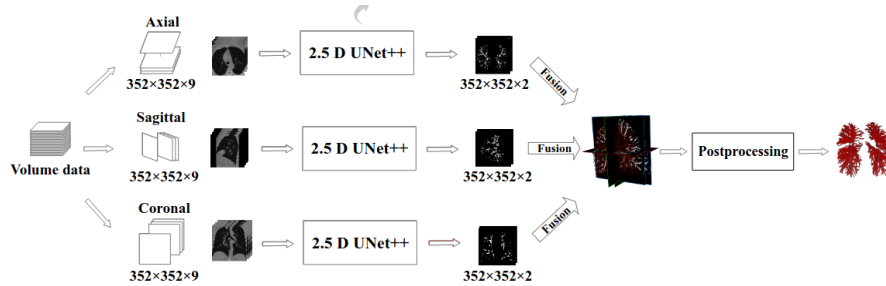 Axial
352×352×9
2.5 D UNet++
352×352×2
Fusion
Volume data
Sagittal
352×352×9
2.5 D UNet++
352×352×2
Fusion
Postprocessing
Coronal
352×352×9
2.5 D UNet++
352×352×2
Fusion